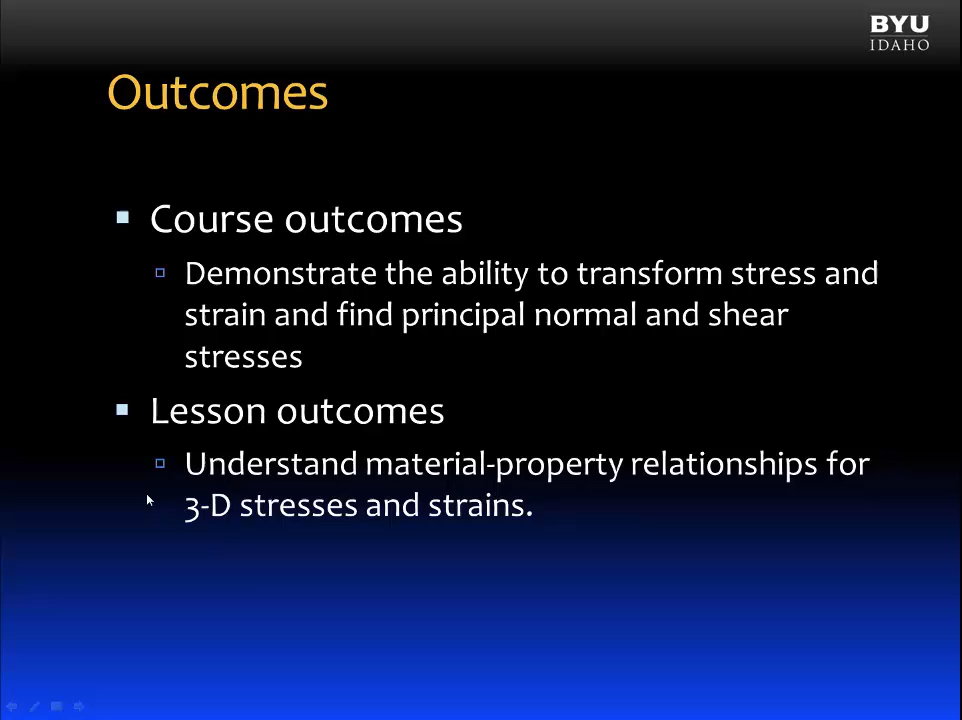 BYU
IDAHO
Outcomes
Course outcomes
Demonstrate the ability to transform stress and
strain and find principal normal and shear
stresses
Lesson outcomes
Understand material-property relationships for
3-D stresses and strains.